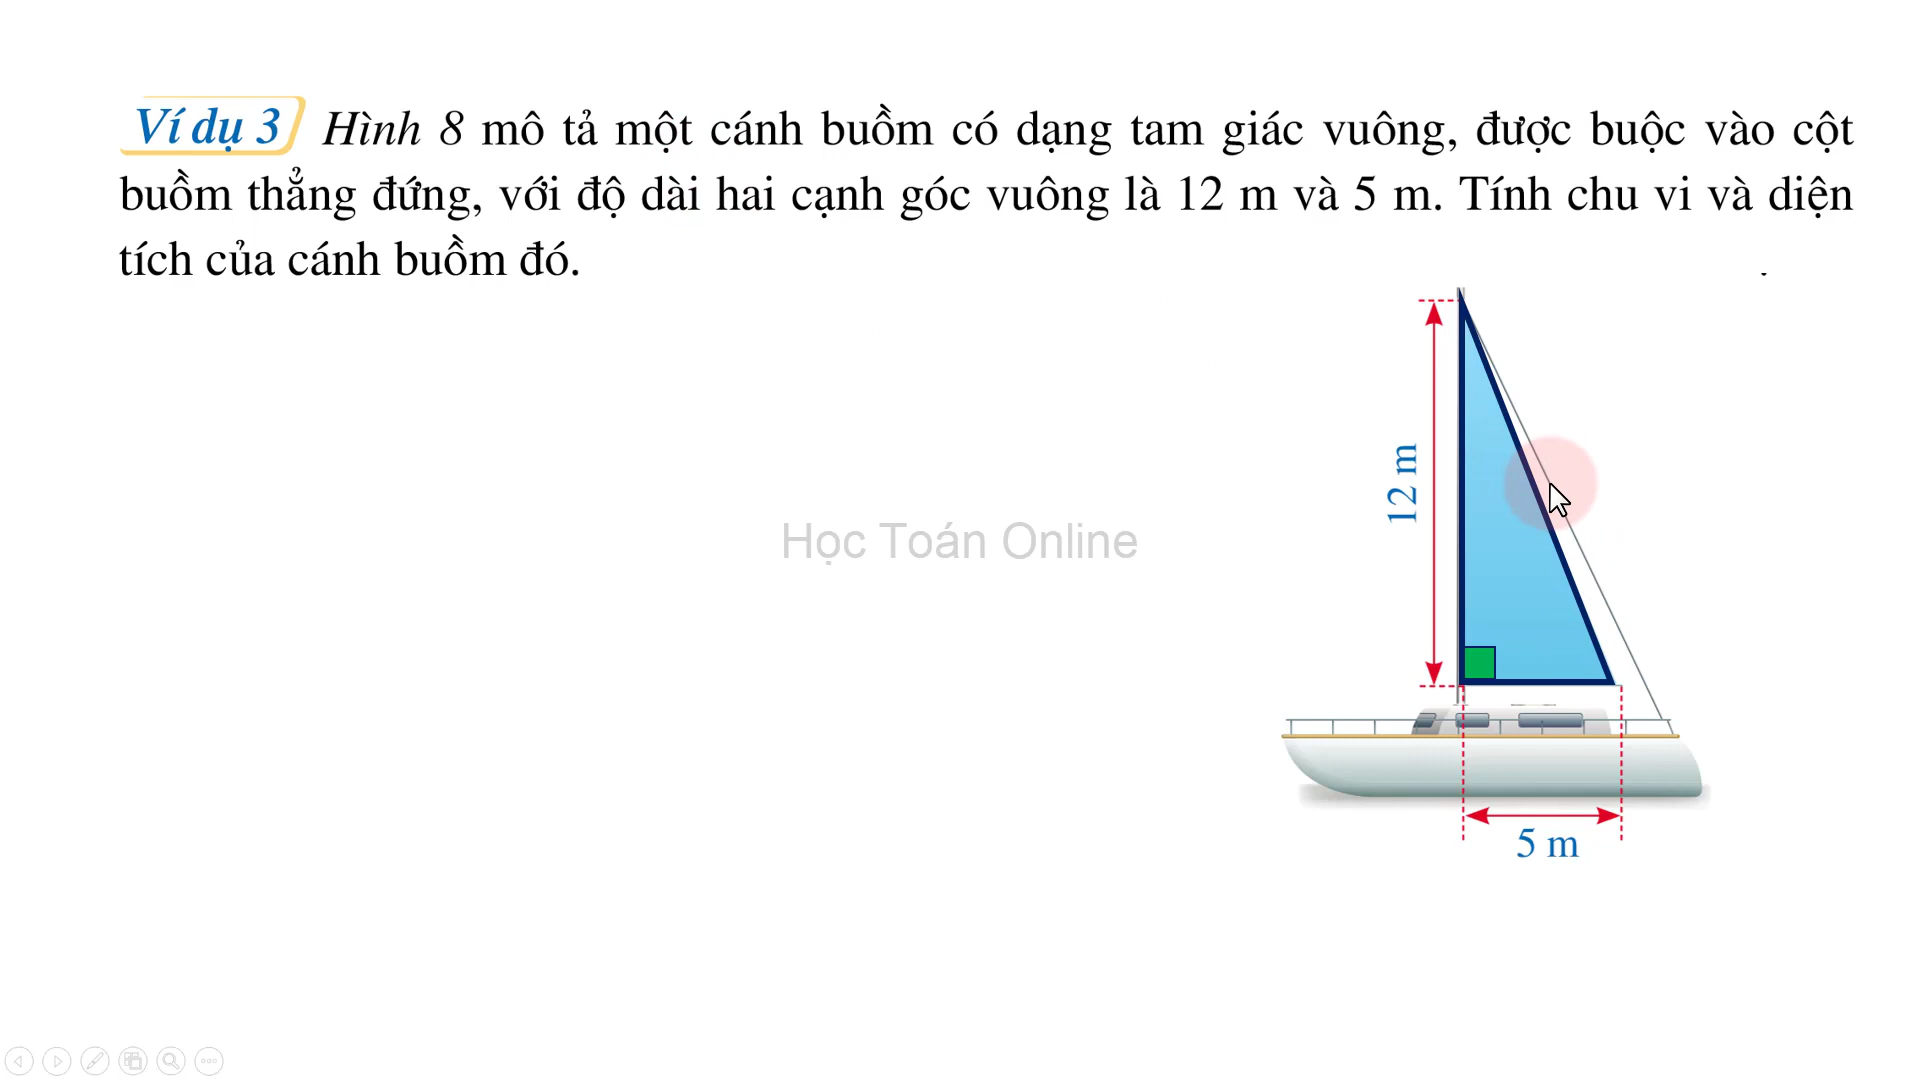 Ví dụ 3 Hình 8 mô tả một cánh buồm có dạng tam giác vuông, được buộc vào cột
buồm thẳng đứng, với độ dài hai cạnh góc vuông là 12 m và 5 m. Tính chu vi và diện
tích của cánh buồm đó.
12 m
Học Toán Online
5 m